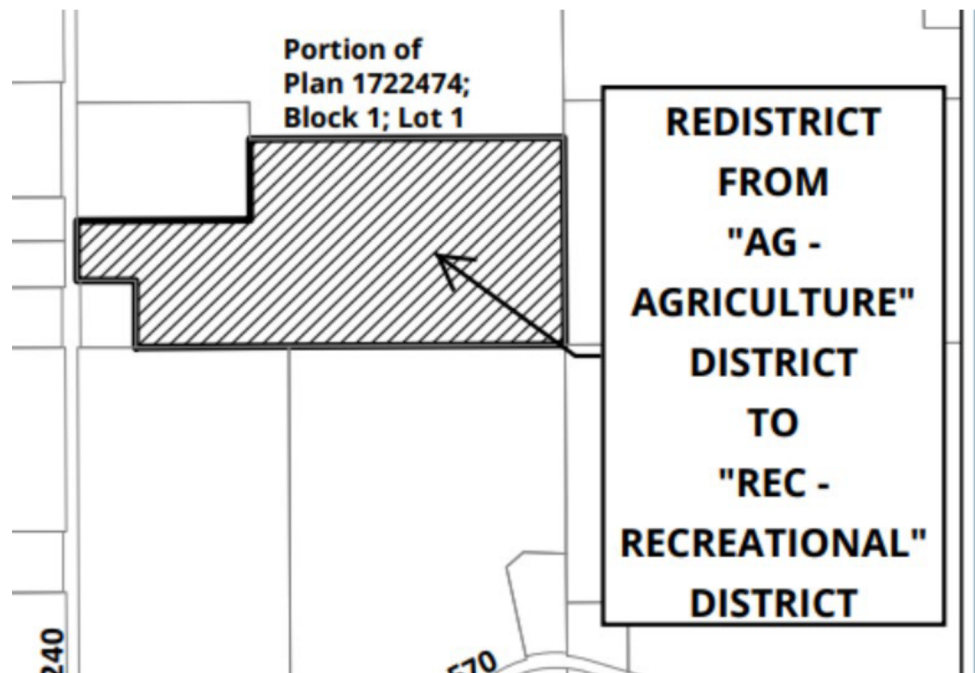 Portion of
Plan 1722474;
Block 1; Lot 1
REDISTRICT
FROM
"AG -
AGRICULTURE"
DISTRICT
TO
"REC -
RECREATIONAL"
DISTRICT
240
570